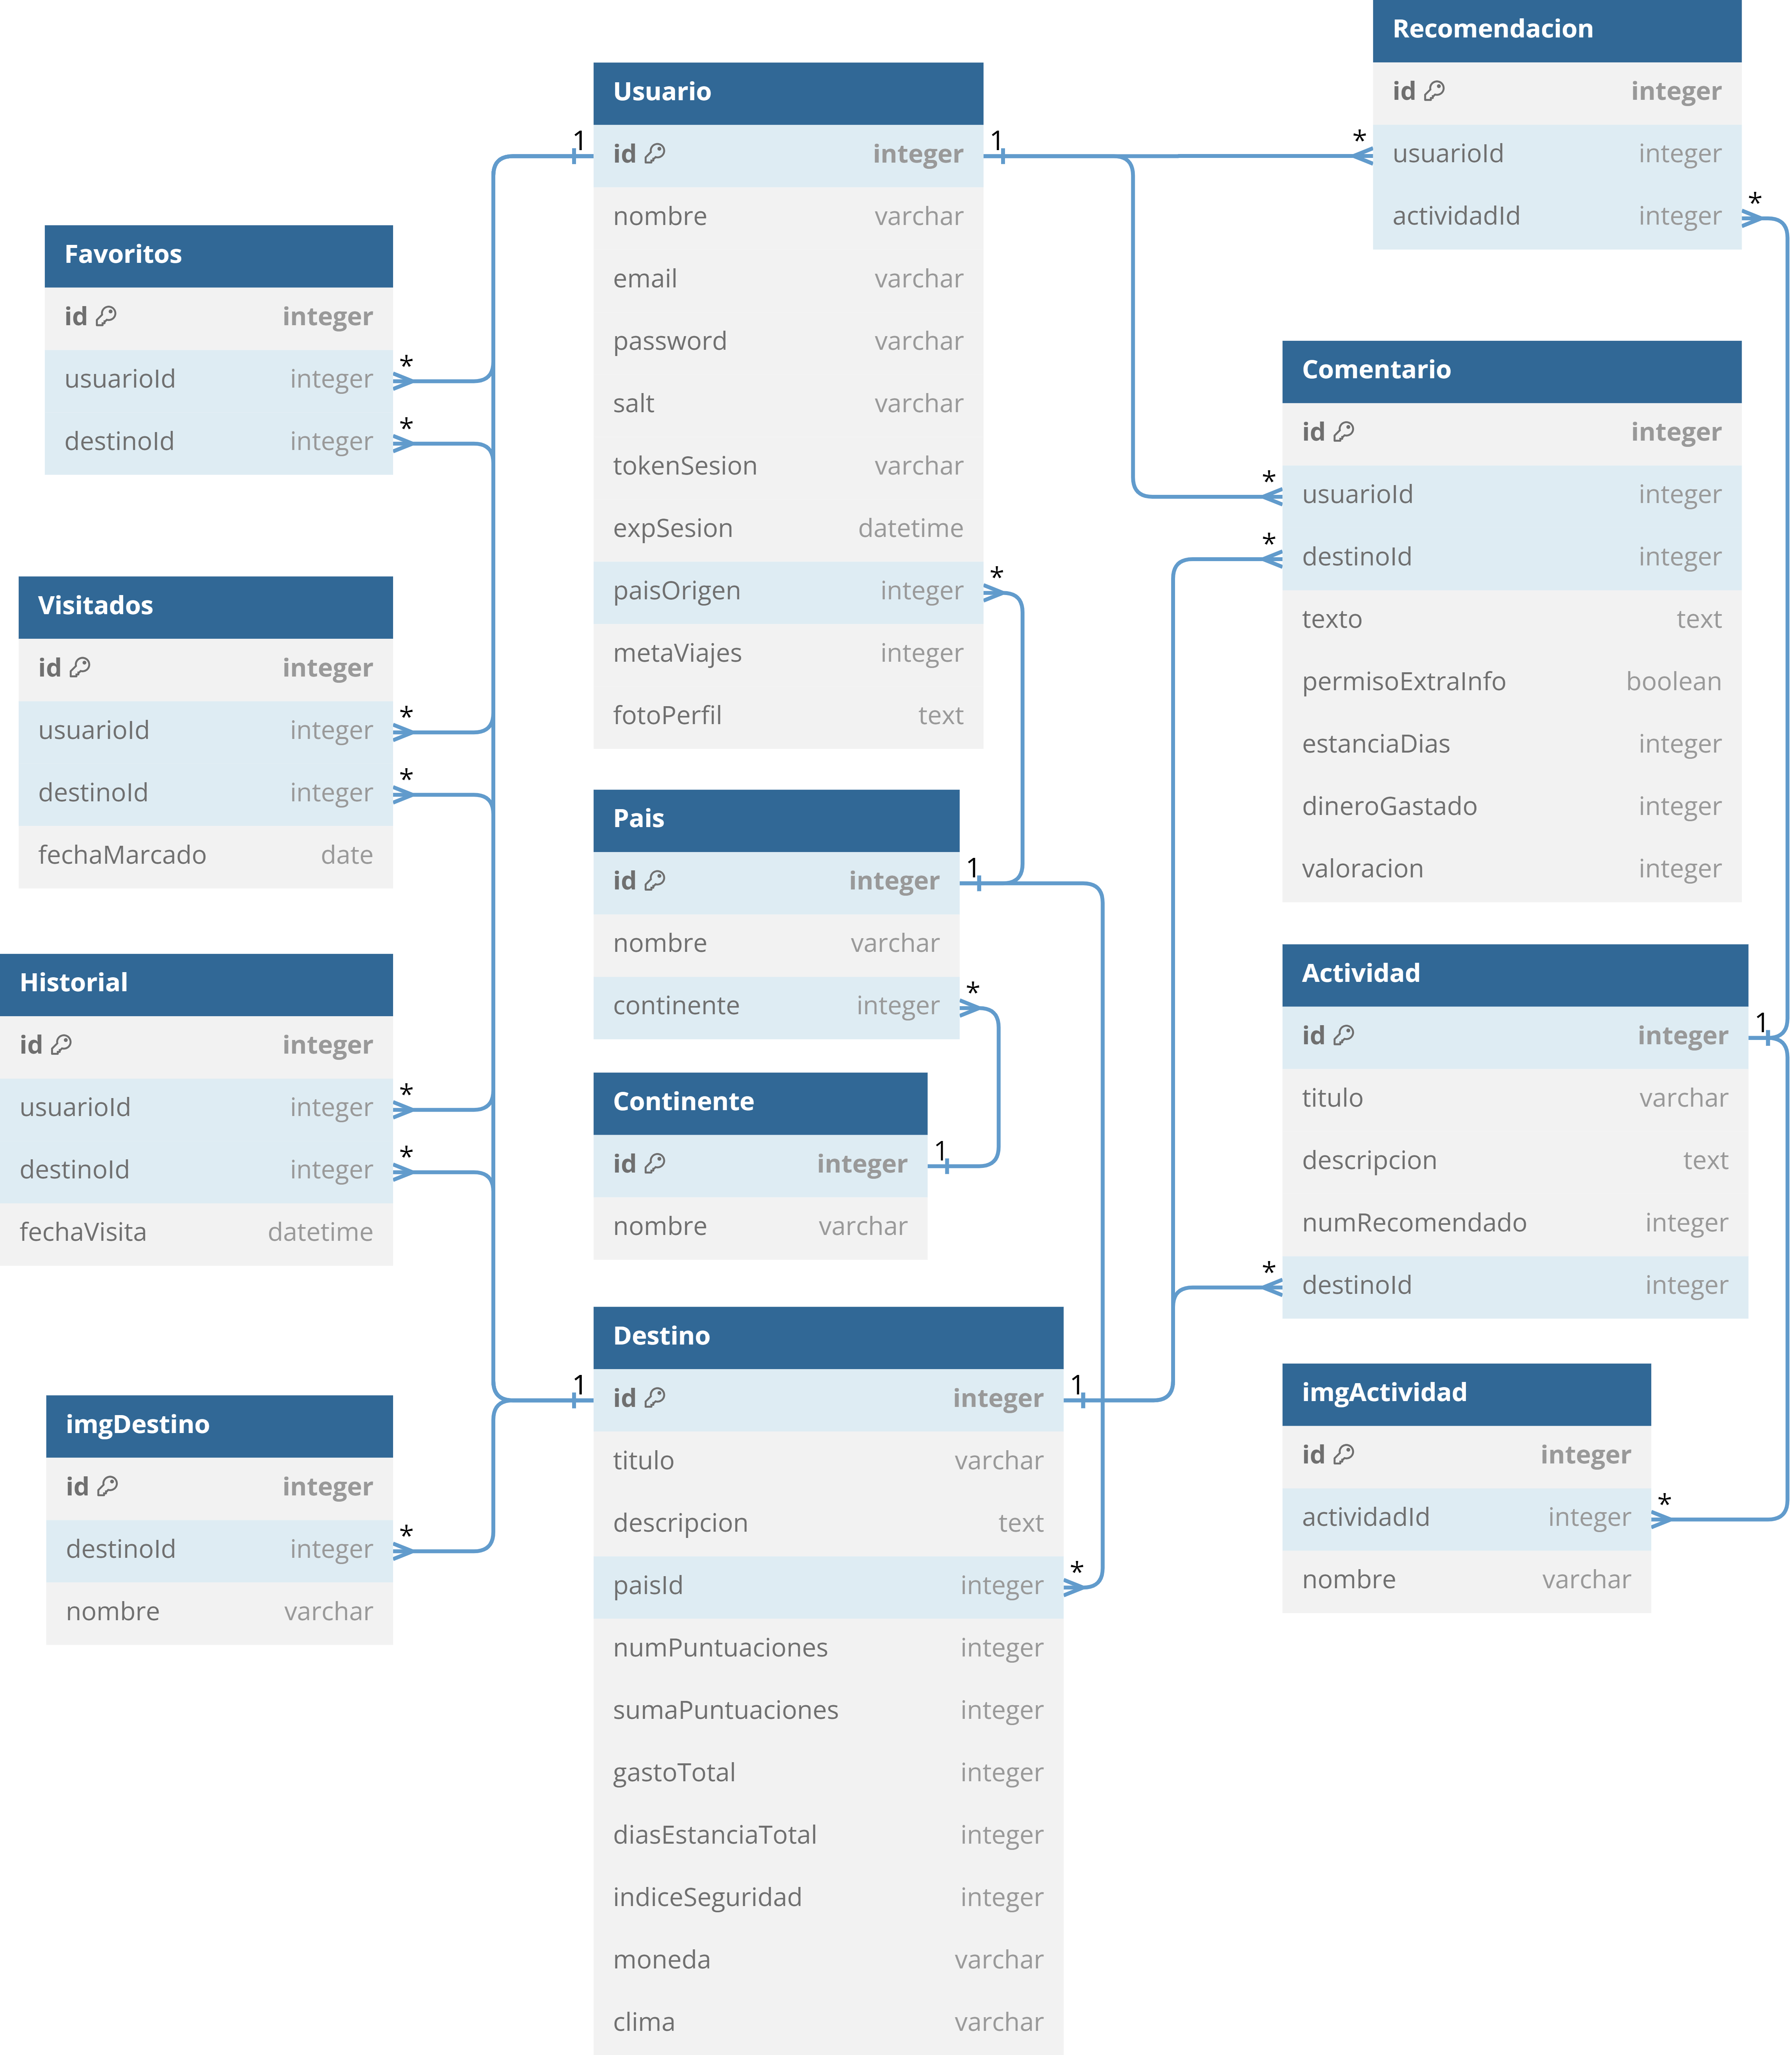 Recomendacion
id integer
usuarioId integer
actividadId integer
Usuario
id integer
nombre varchar
email varchar
password varchar
salt varchar
tokenSesion varchar
expSesion datetime
paisOrigen integer
metaViajes integer
fotoPerfil text
Favoritos
id integer
usuarioId integer
destinoId integer
Comentario
id integer
usuarioId integer
destinoId integer
texto text
permisoExtraInfo boolean
estanciaDias integer
dineroGastado integer
valoracion integer
Visitados
id integer
usuarioId integer
destinoId integer
fechaMarcado date
Pais
id integer
nombre varchar
continente integer
Historial
id integer
usuarioId integer
destinoId integer
fechaVisita datetime
Continente
id integer
nombre varchar
Actividad
id integer
titulo varchar
descripcion text
numRecomendado integer
destinoId integer
Destino
id integer
titulo varchar
descripcion text
paisId integer
numPuntuaciones integer
sumaPuntuaciones integer
gastoTotal integer
diasEstanciaTotal integer
indiceSeguridad integer
moneda varchar
clima varchar
imgDestino
id integer
destinoId integer
nombre varchar
imgActividad
id integer
actividadId integer
nombre varchar
1
1
*
*
*
*
*
*
*
*
*
*
1
*
*
*
1
1
*
1
1
*
*
*